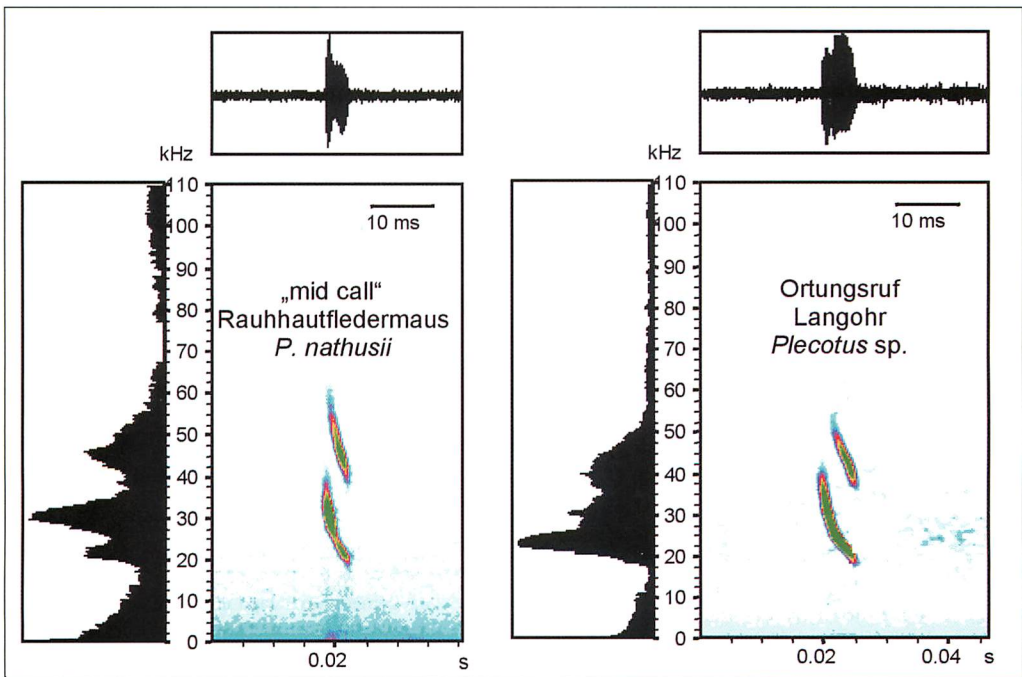 kHz
110
100
90
80
70
60
50
40
30
20
10
0
10 ms
„mid call“
Rauhhautfledermaus
P. nathusii
0.02
s
kHz
110
100
90
80
70
60
50
40
30
20
10
0
10 ms
Ortungsruf
Langohr
Plecotus sp.
0.02
0.04
s